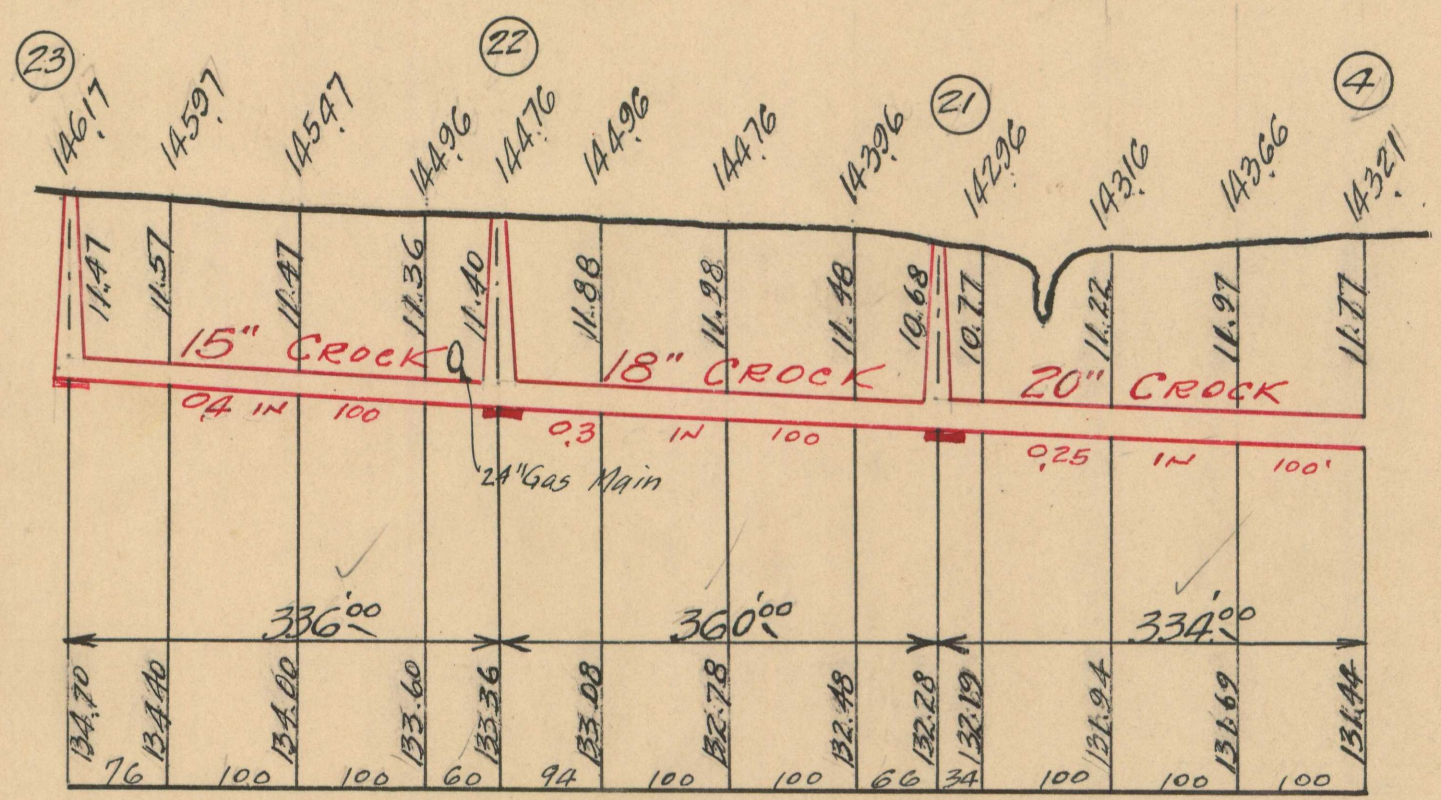 23 22 21 4
146.17 145.97 145.47 144.96 144.76 144.96 144.76 143.96 142.96 143.16 143.66 143.21
11.47 11.57 11.47 11.36 11.40 11.88 11.98 11.48 10.68 10.77 11.22 11.97 11.77
15" CROCK 18" CROCK 20" CROCK
0.4 IN 100 0.3 IN 100 0.25 IN 100'
24" Gas Main
336'.00 360'.00 334'.00
134.70 134.40 134.00 133.60 133.36 133.08 132.78 132.48 132.28 132.19 131.94 131.69 131.44
76 100 100 60 94 100 100 66 34 100 100 100